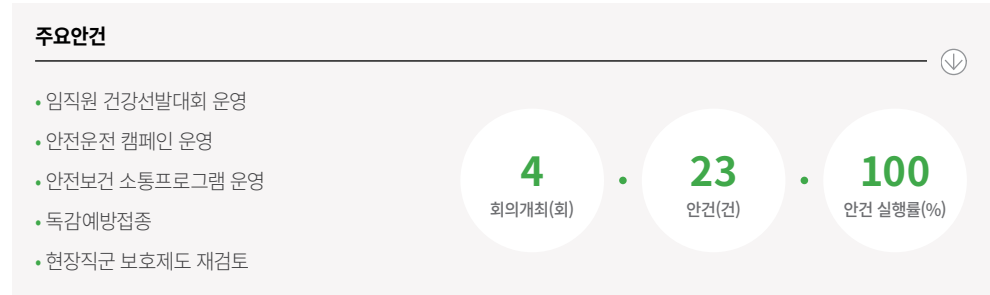 주요안건
• 임직원 건강선발대회 운영
• 안전운전 캠페인 운영
• 안전보건 소통프로그램 운영
• 독감예방접종
• 현장직군 보호제도 재검토
4
회의개최(회)
•
23
안건(건)
•
100
안건 실행률(%)